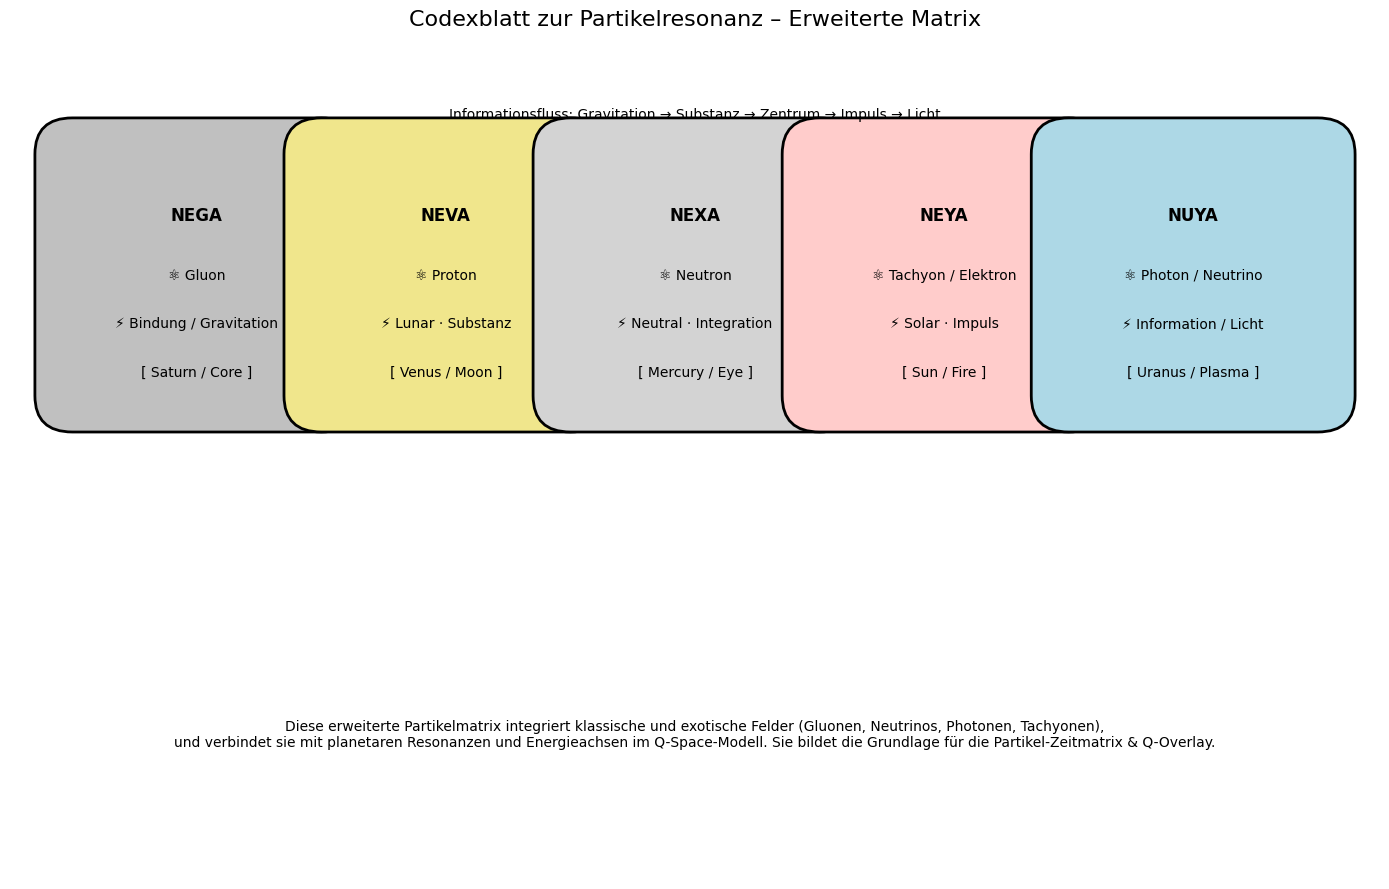 Codexblatt zur Partikelresonanz – Erweiterte Matrix
Informationsfluss: Gravitation → Substanz → Zentrum → Impuls → Licht
NEGA
⚛ Gluon
⚡ Bindung / Gravitation
[ Saturn / Core ]
NEVA
⚛ Proton
⚡ Lunar · Substanz
[ Venus / Moon ]
NEXA
⚛ Neutron
⚡ Neutral · Integration
[ Mercury / Eye ]
NEYA
⚛ Tachyon / Elektron
⚡ Solar · Impuls
[ Sun / Fire ]
NUYA
⚛ Photon / Neutrino
⚡ Information / Licht
[ Uranus / Plasma ]
Diese erweiterte Partikelmatrix integriert klassische und exotische Felder (Gluonen, Neutrinos, Photonen, Tachyonen),
und verbindet sie mit planetaren Resonanzen und Energieachsen im Q-Space-Modell. Sie bildet die Grundlage für die Partikel-Zeitmatrix & Q-Overlay.